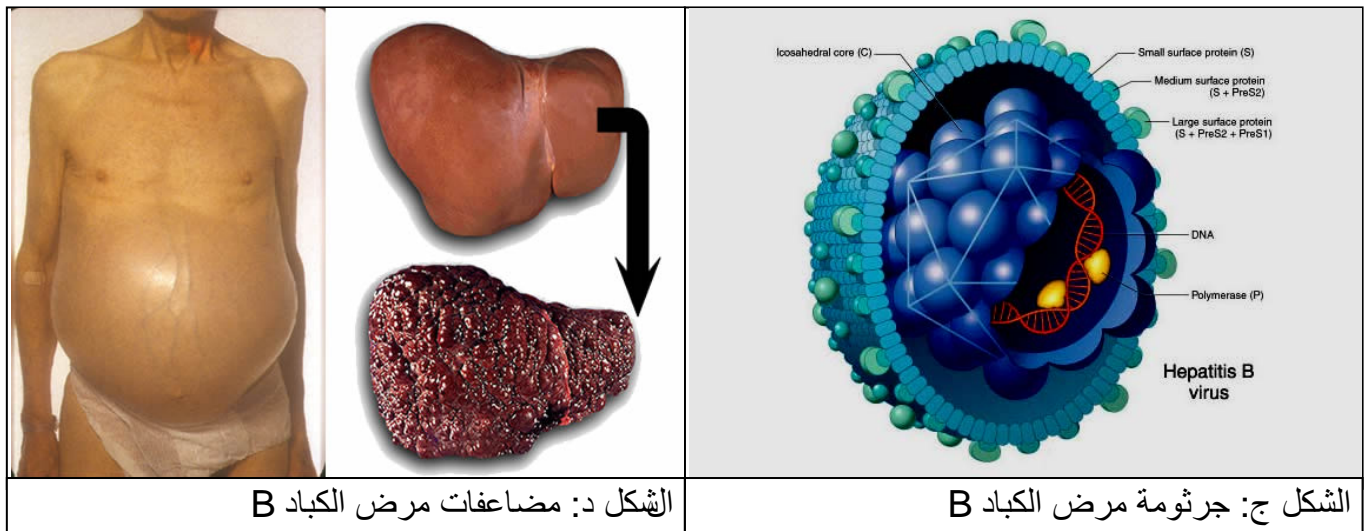 Icosahedral core (C)
Small surface protein (S)
Medium surface protein
(S + PreS2)
Large surface protein
(S + PreS2 + PreS1)
DNA
Polymerase (P)
Hepatitis B
virus
الشكل ج: جرثومة مرض الكباد B
الشكل د: مضاعفات مرض الكباد B